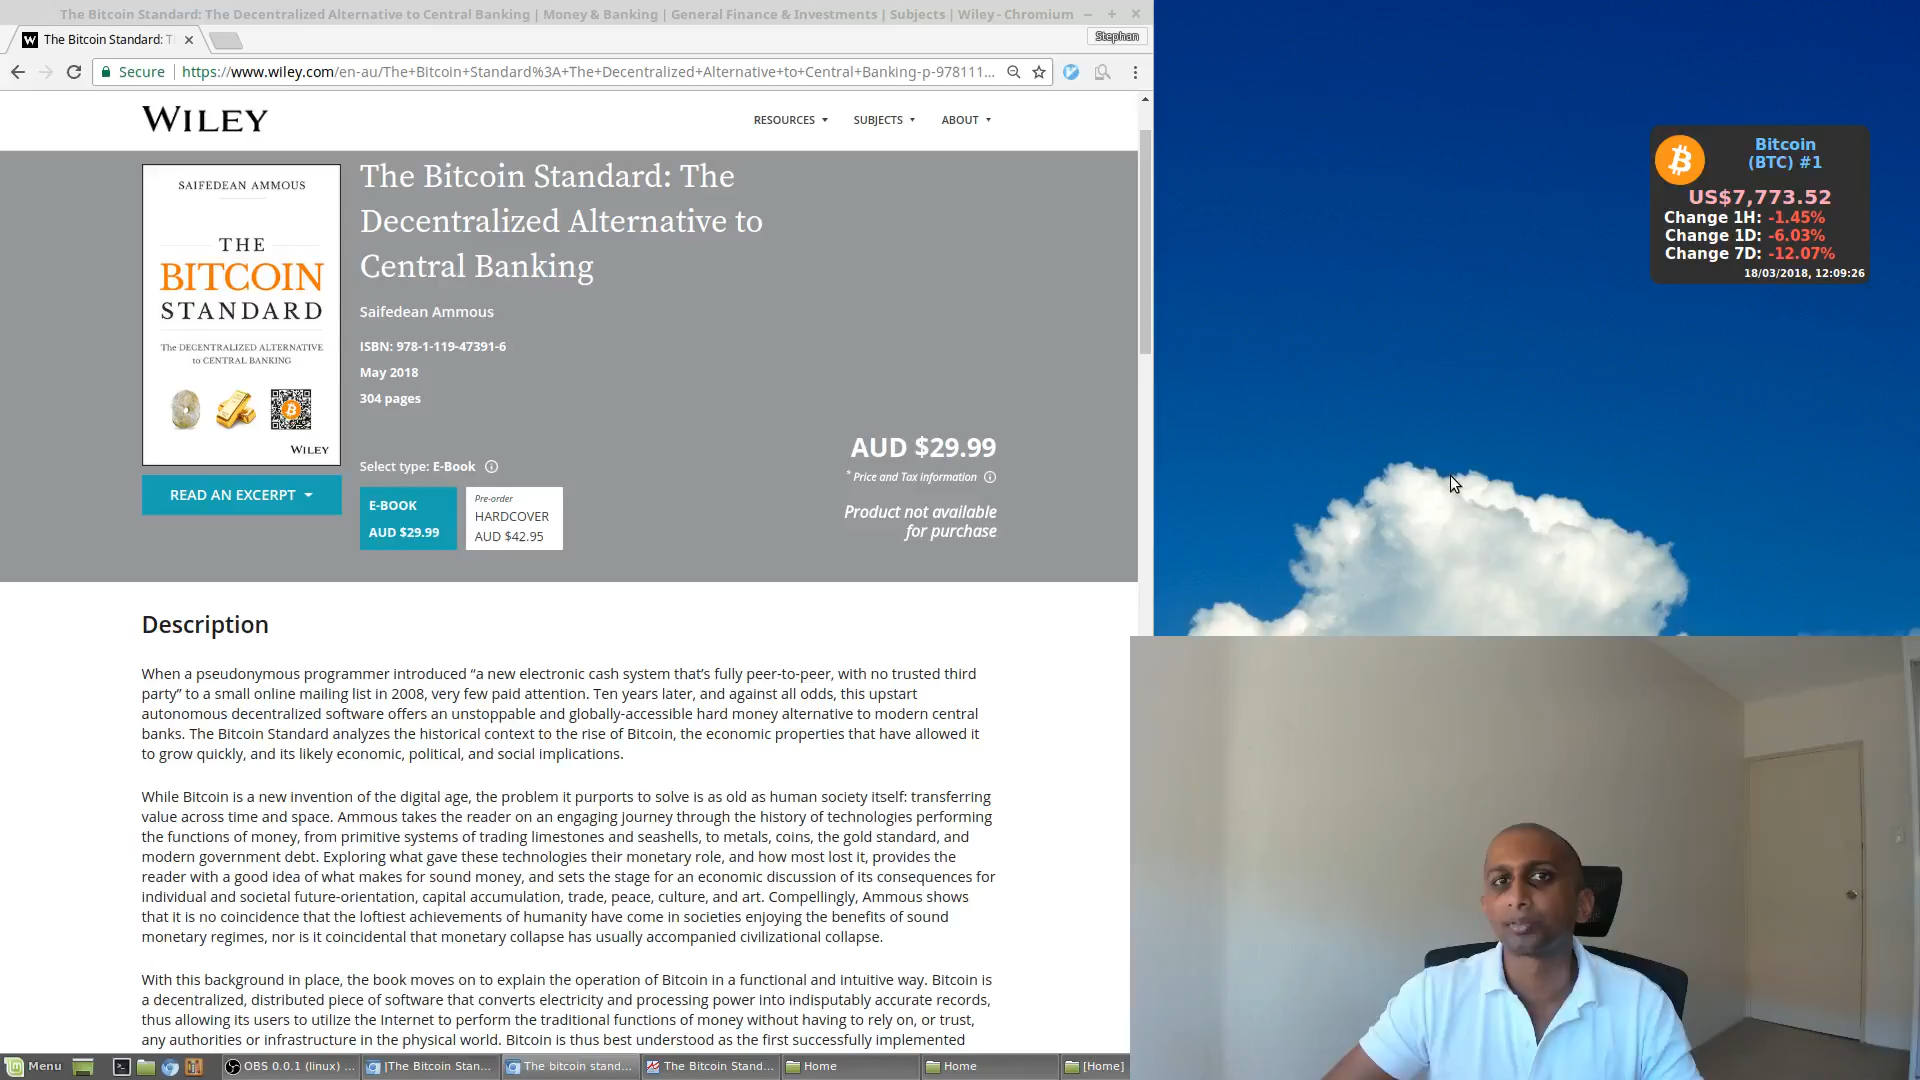 The Bitcoin Standard: The Decentralized Alternative to Central Banking | Money & Banking | General Finance & Investments | Subjects | Wiley - Chromium
W The Bitcoin Standard: T
Stephan
Secure https://www.wiley.com/en-au/The+Bitcoin+Standard%3A+The+Decentralized+Alternative+to+Central+Banking-p-978111...
WILEY
RESOURCES
SUBJECTS
ABOUT
SAIFEDEAN AMMOUS
THE
BITCOIN
STANDARD
The DECENTRALIZED ALTERNATIVE
to CENTRAL BANKING
WILEY
READ AN EXCERPT
The Bitcoin Standard: The
Decentralized Alternative to
Central Banking
Saifedean Ammous
ISBN: 978-1-119-47391-6
May 2018
304 pages
Select type: E-Book
E-BOOK
AUD $29.99
Pre-order
HARDCOVER
AUD $42.95
AUD $29.99
* Price and Tax information
Product not available
for purchase
Description
When a pseudonymous programmer introduced “a new electronic cash system that’s fully peer-to-peer, with no trusted third
party” to a small online mailing list in 2008, very few paid attention. Ten years later, and against all odds, this upstart
autonomous decentralized software offers an unstoppable and globally-accessible hard money alternative to modern central
banks. The Bitcoin Standard analyzes the historical context to the rise of Bitcoin, the economic properties that have allowed it
to grow quickly, and its likely economic, political, and social implications.
While Bitcoin is a new invention of the digital age, the problem it purports to solve is as old as human society itself: transferring
value across time and space. Ammous takes the reader on an engaging journey through the history of technologies performing
the functions of money, from primitive systems of trading limestones and seashells, to metals, coins, the gold standard, and
modern government debt. Exploring what gave these technologies their monetary role, and how most lost it, provides the
reader with a good idea of what makes for sound money, and sets the stage for an economic discussion of its consequences for
individual and societal future-orientation, capital accumulation, trade, peace, culture, and art. Compellingly, Ammous shows
that it is no coincidence that the loftiest achievements of humanity have come in societies enjoying the benefits of sound
monetary regimes, nor is it coincidental that monetary collapse has usually accompanied civilizational collapse.
With this background in place, the book moves on to explain the operation of Bitcoin in a functional and intuitive way. Bitcoin is
a decentralized, distributed piece of software that converts electricity and processing power into indisputably accurate records,
thus allowing its users to utilize the Internet to perform the traditional functions of money without having to rely on, or trust,
any authorities or infrastructure in the physical world. Bitcoin is thus best understood as the first successfully implemented
Bitcoin
(BTC) #1
US$7,773.52
Change 1H: -1.45%
Change 1D: -6.03%
Change 7D: -12.07%
18/03/2018, 12:09:26
Menu
OBS 0.0.1 (linux) ...
|The Bitcoin Stan...
The bitcoin stand...
The Bitcoin Stand...
Home
Home
[Home]